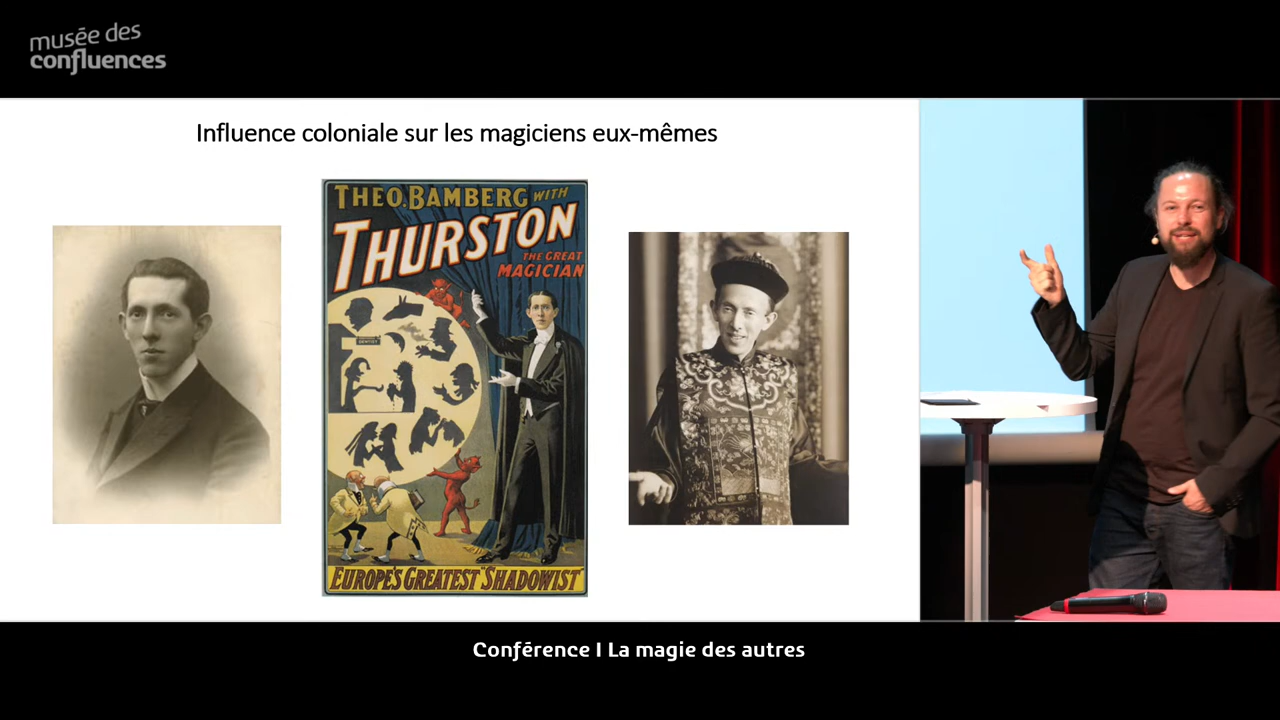 musée des
confluences
Influence coloniale sur les magiciens eux-mêmes
THEO. BAMBERG WITH
THURSTON
THE GREAT
MAGICIAN
DENTIST
EUROPE'S GREATEST "SHADOWIST"
Conférence I La magie des autres